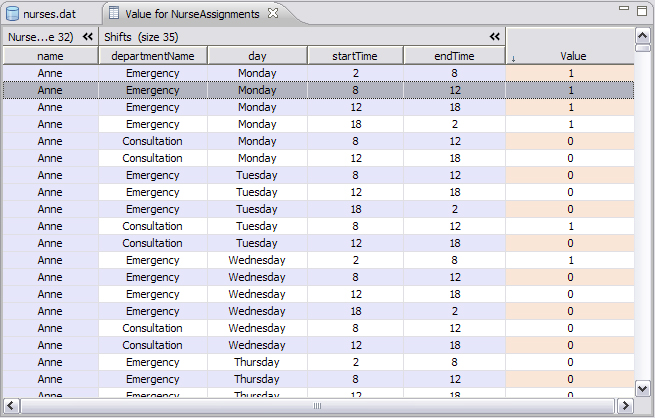 nurses.dat Value for NurseAssignments
Nurse...e 32) Shifts (size 35)
name departmentName day startTime endTime Value
Anne Emergency Monday 2 8 1
Anne Emergency Monday 8 12 1
Anne Emergency Monday 12 18 1
Anne Emergency Monday 18 2 1
Anne Consultation Monday 8 12 0
Anne Consultation Monday 12 18 0
Anne Emergency Tuesday 8 12 0
Anne Emergency Tuesday 12 18 0
Anne Emergency Tuesday 18 2 0
Anne Consultation Tuesday 8 12 1
Anne Consultation Tuesday 12 18 0
Anne Emergency Wednesday 2 8 1
Anne Emergency Wednesday 8 12 0
Anne Emergency Wednesday 12 18 0
Anne Emergency Wednesday 18 2 0
Anne Consultation Wednesday 8 12 0
Anne Consultation Wednesday 12 18 0
Anne Emergency Thursday 2 8 0
Anne Emergency Thursday 8 12 0
Anne Emergency Thursday 12 18 0